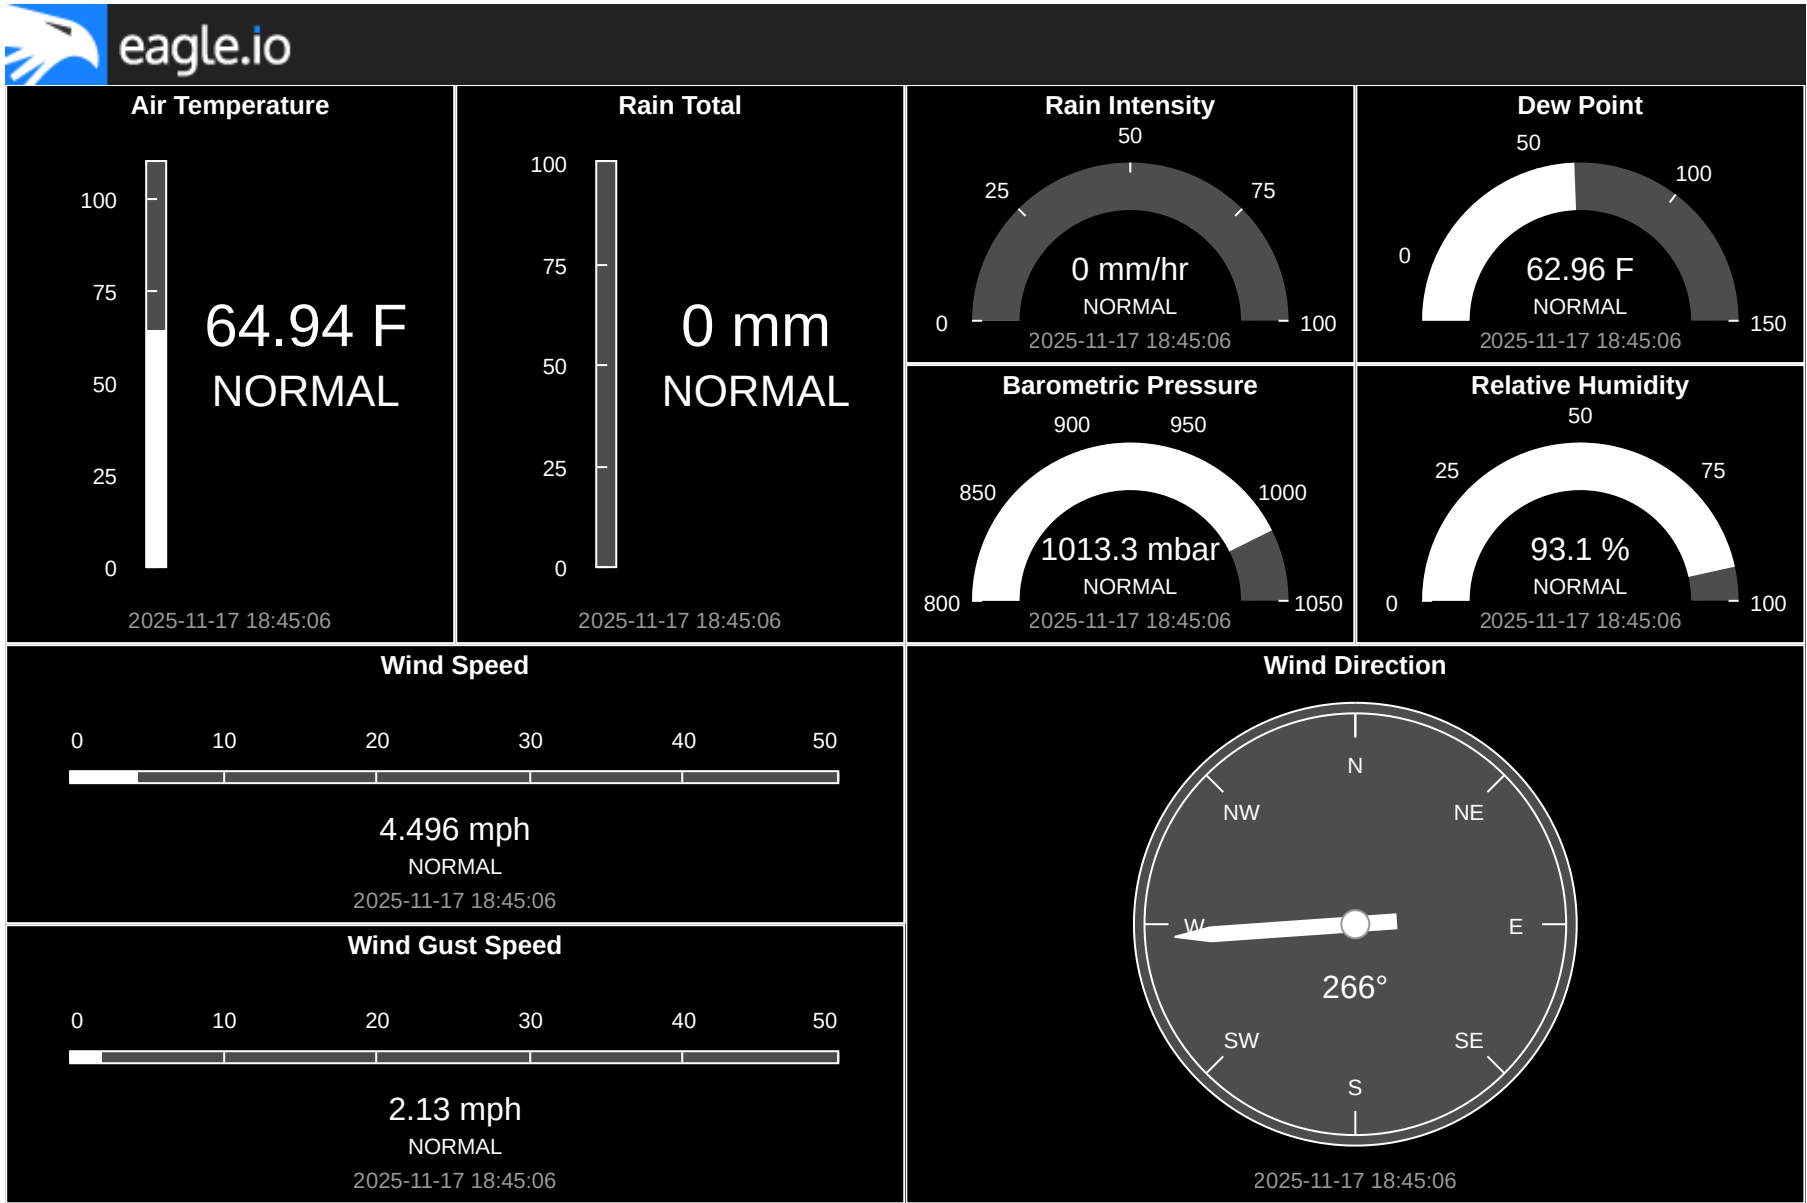 eagle.io
Air Temperature
100
75
50
25
0
64.94 F
NORMAL
2025-11-17 18:45:06
Rain Total
100
75
50
25
0
0 mm
NORMAL
2025-11-17 18:45:06
Rain Intensity
50
25
75
0
100
0 mm/hr
NORMAL
2025-11-17 18:45:06
Dew Point
50
100
0
150
62.96 F
NORMAL
2025-11-17 18:45:06
Barometric Pressure
900
950
850
1000
800
1050
1013.3 mbar
NORMAL
2025-11-17 18:45:06
Relative Humidity
50
25
75
0
100
93.1 %
NORMAL
2025-11-17 18:45:06
Wind Speed
0 10 20 30 40 50
4.496 mph
NORMAL
2025-11-17 18:45:06
Wind Gust Speed
0 10 20 30 40 50
2.13 mph
NORMAL
2025-11-17 18:45:06
Wind Direction
N
NW
NE
W
E
266°
SW
SE
S
2025-11-17 18:45:06